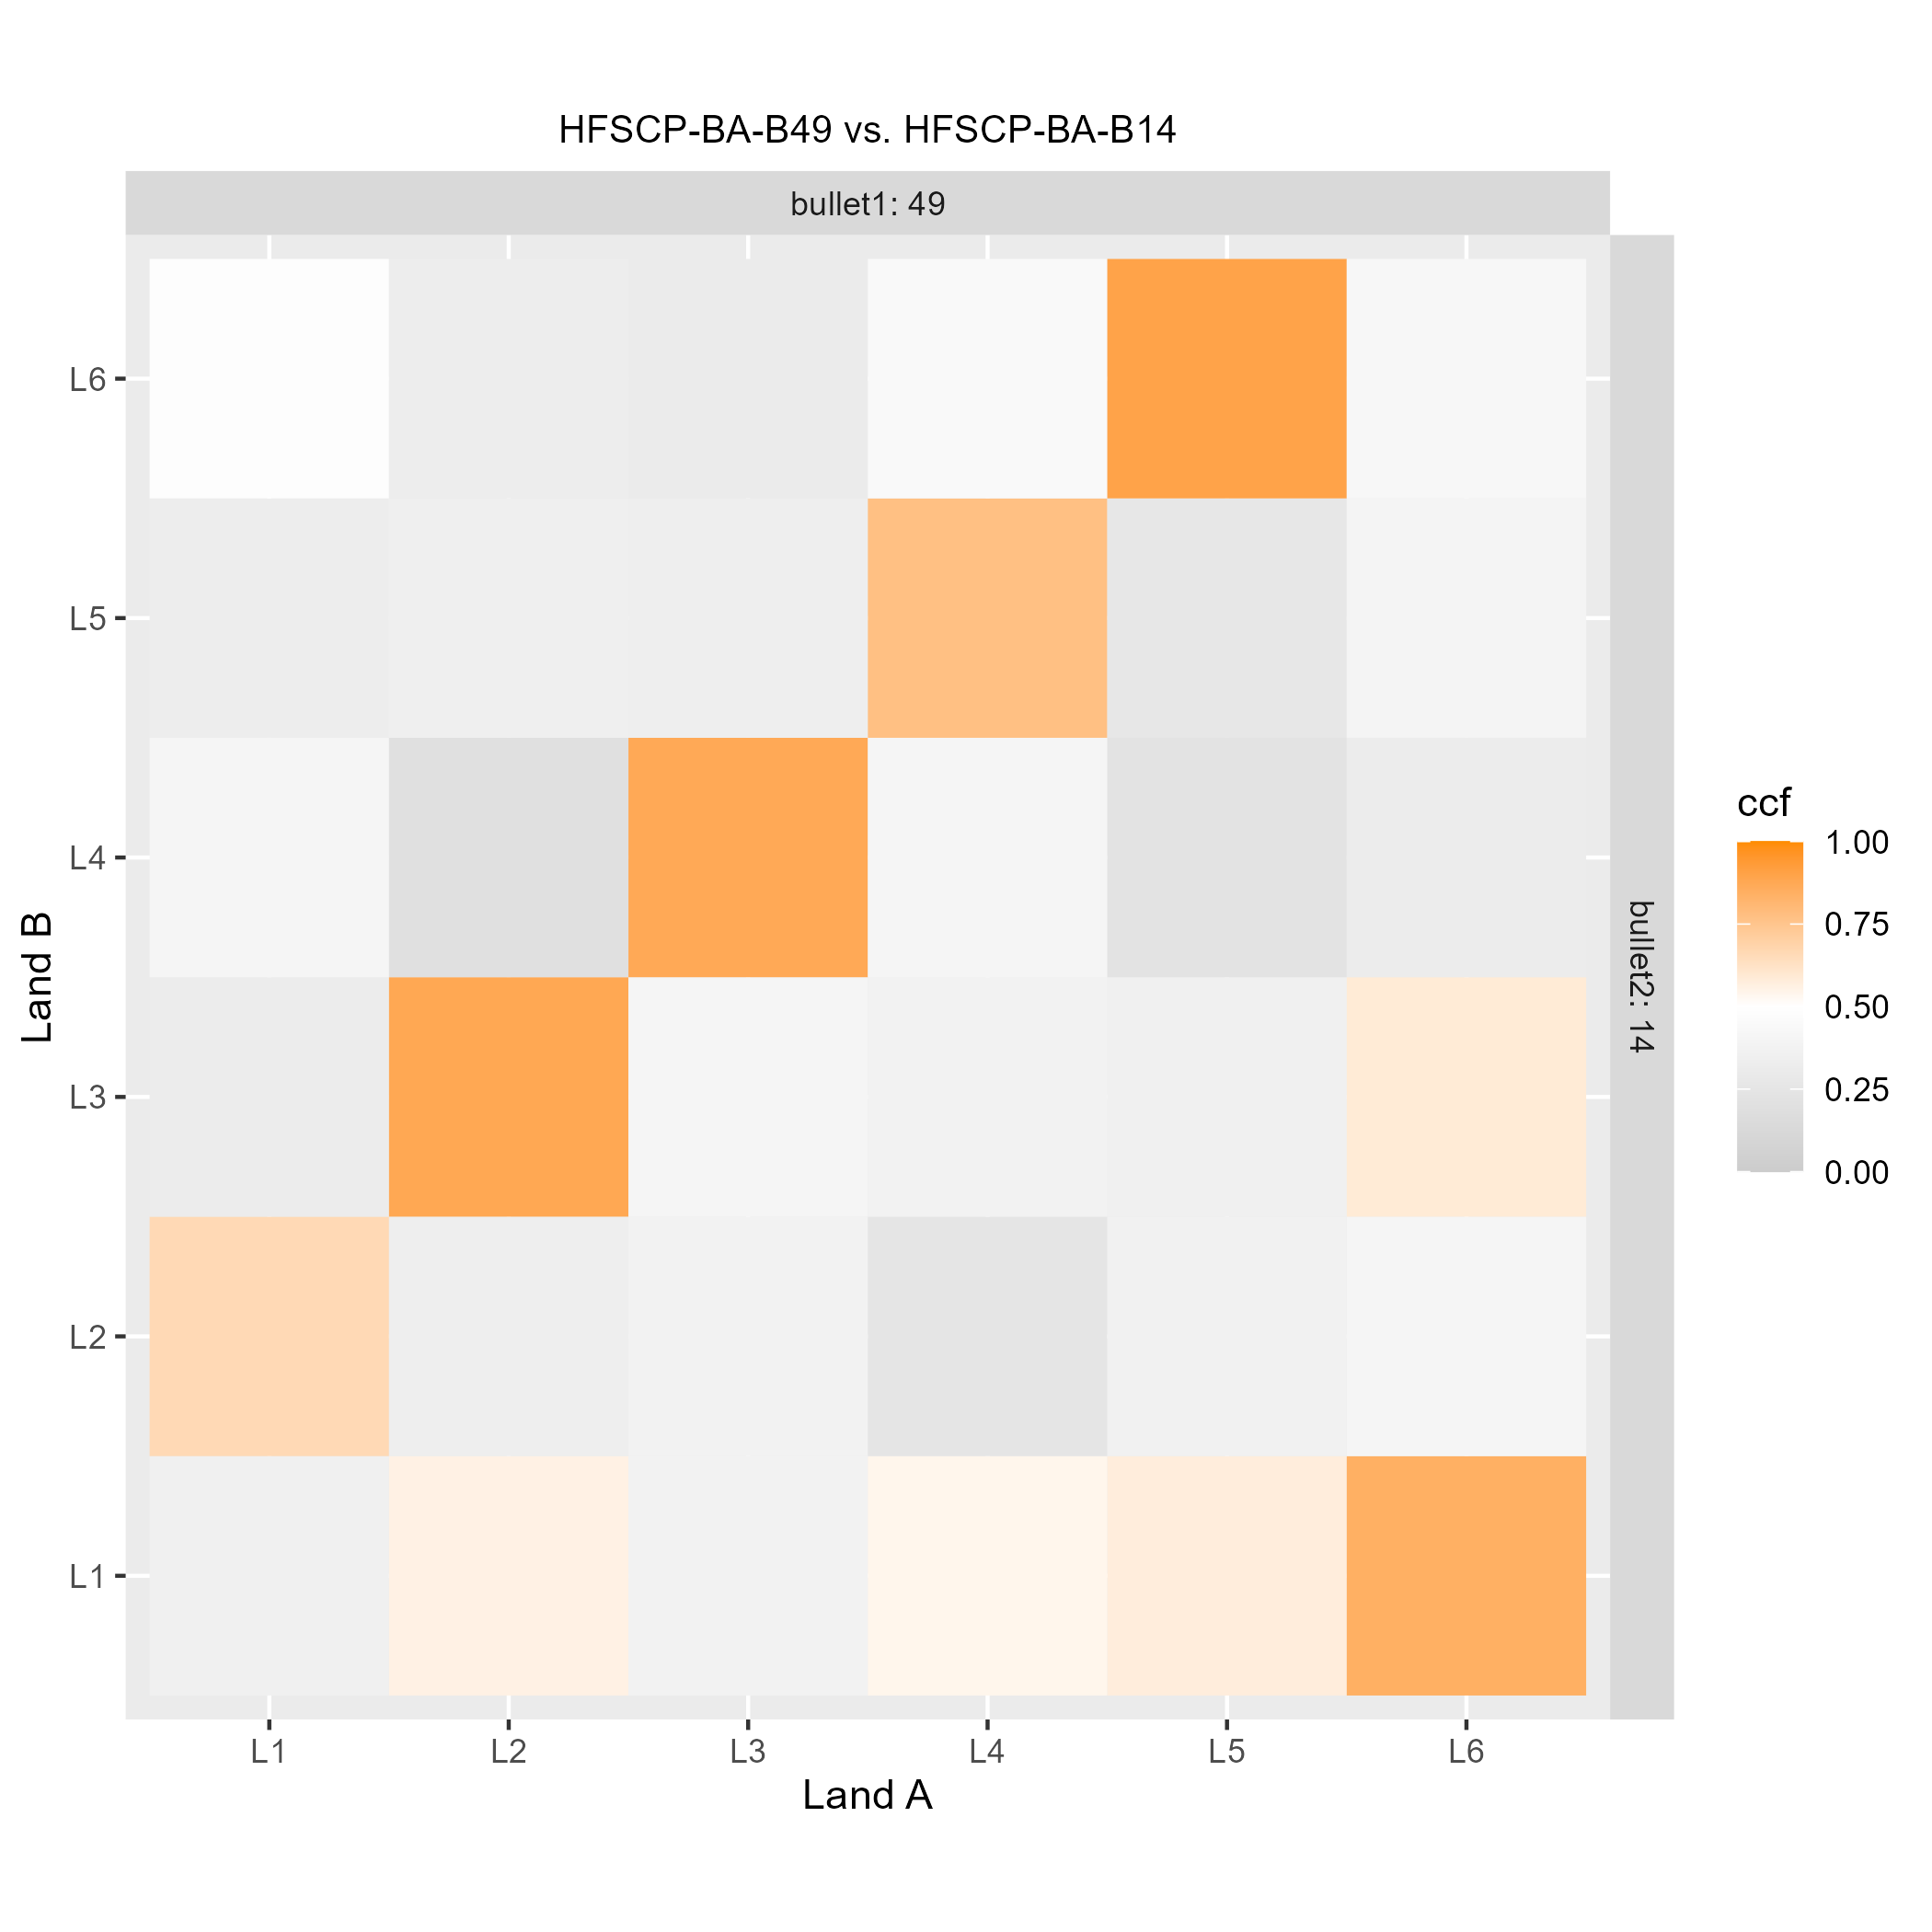 HFSCP-BA-B49 vs. HFSCP-BA-B14
bullet1: 49
L6
L5
L4
L3
L2
L1
Land B
bullet2: 14
L1 L2 L3 L4 L5 L6
Land A
ccf
1.00
0.75
0.50
0.25
0.00